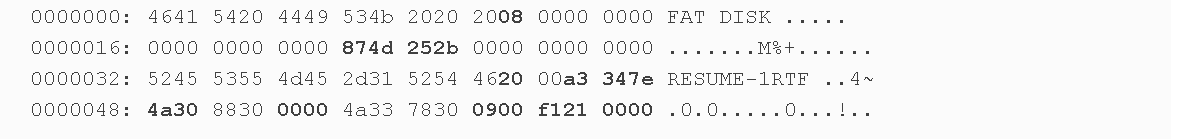 0000000: 4641 5420 4449 534b 2020 2008 0000 0000 FAT DISK .....
0000016: 0000 0000 0000 874d 252b 0000 0000 0000 .......M%+......
0000032: 5245 5355 4d45 2d31 5254 4620 00a3 347e RESUME-1RTF ..4~
0000048: 4a30 8830 0000 4a33 7830 0900 f121 0000 .0.0.....0...!..